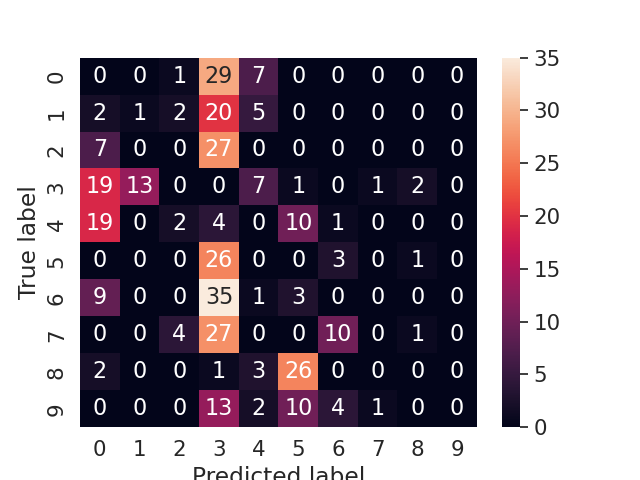 0 0 0 1 29 7 0 0 0 0 0
1 2 1 2 20 5 0 0 0 0 0
2 7 0 0 27 0 0 0 0 0 0
3 19 13 0 0 7 1 0 1 2 0
4 19 0 2 4 0 10 1 0 0 0
5 0 0 0 26 0 0 3 0 1 0
6 9 0 0 35 1 3 0 0 0 0
7 0 0 4 27 0 0 10 0 1 0
8 2 0 0 1 3 26 0 0 0 0
9 0 0 0 13 2 10 4 1 0 0
0 1 2 3 4 5 6 7 8 9
True label
Predicted label
35
30
25
20
15
10
5
0